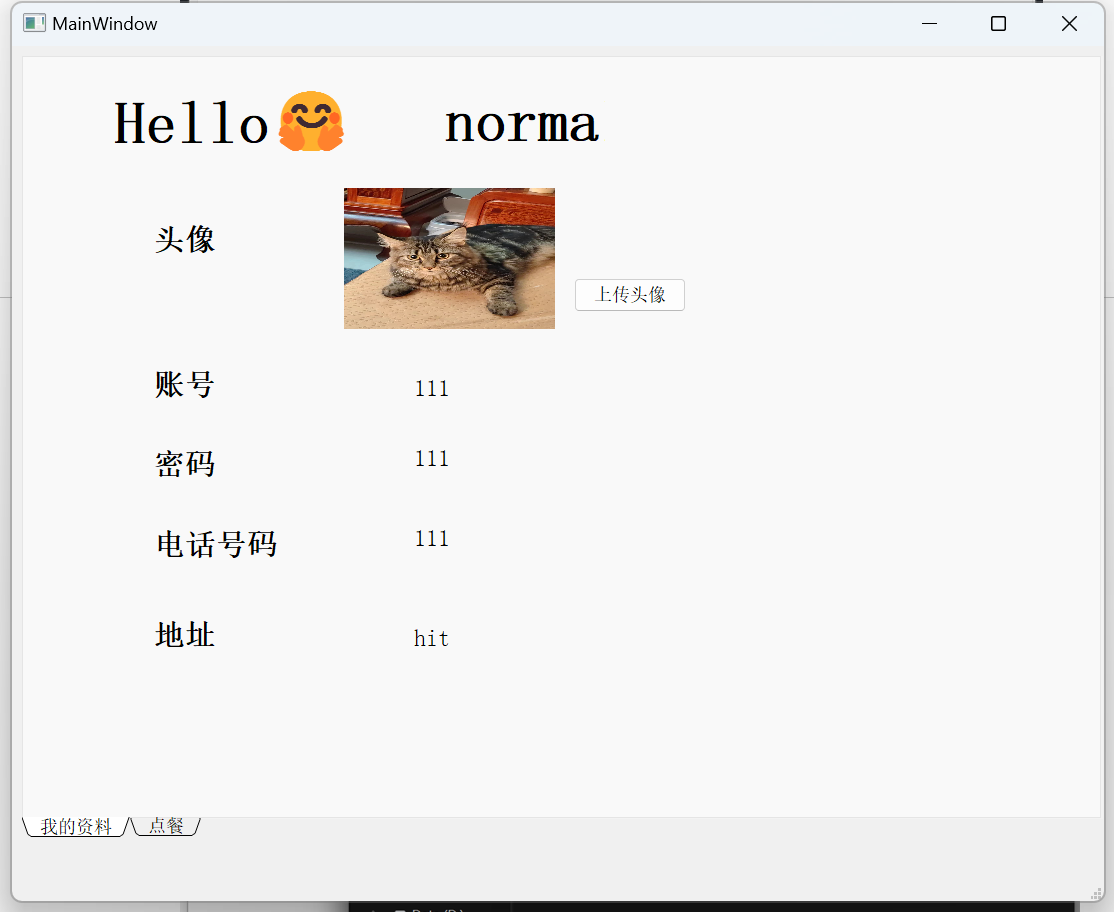 MainWindow
Hello🤗 norma
头像
上传头像
账号 111
密码 111
电话号码 111
地址 hit
我的资料 点餐